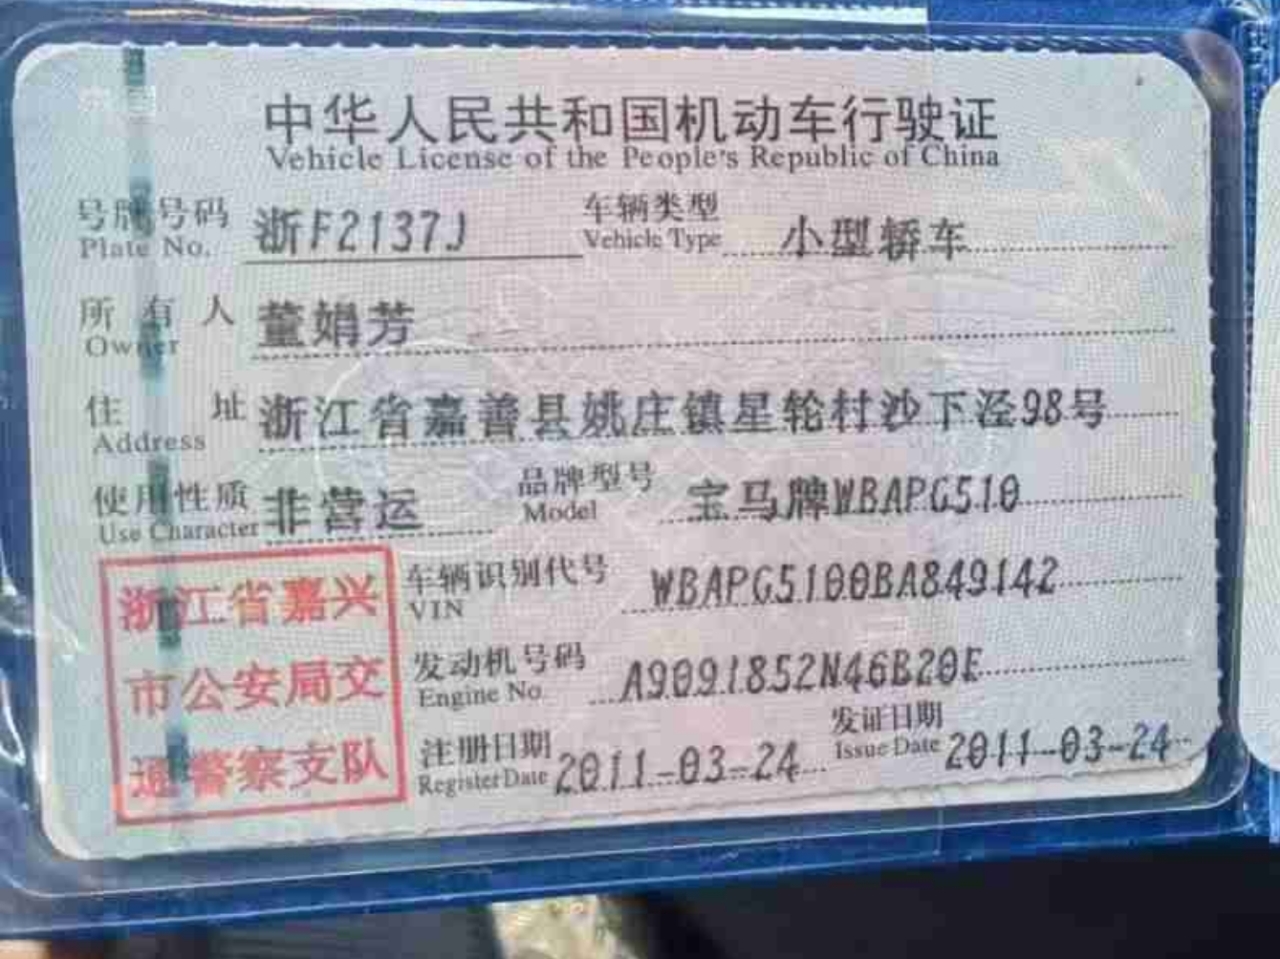 中华人民共和国机动车行驶证
Vehicle License of the People's Republic of China
号牌号码 浙F2137J 车辆类型 小型轿车
Plate No. Vehicle Type
所有人 董娟芳
Owner
住址 浙江省嘉善县姚庄镇星轮村沙下泾98号
Address
使用性质 非营运 品牌型号 宝马牌WBAPG510
Use Character Model
车辆识别代号 WBAPG5100BA849142
VIN
发动机号码 A9091852N46B20E
Engine No.
注册日期 2011-03-24 发证日期 2011-03-24
Register Date Issue Date
浙江省嘉兴
市公安局交
通警察支队